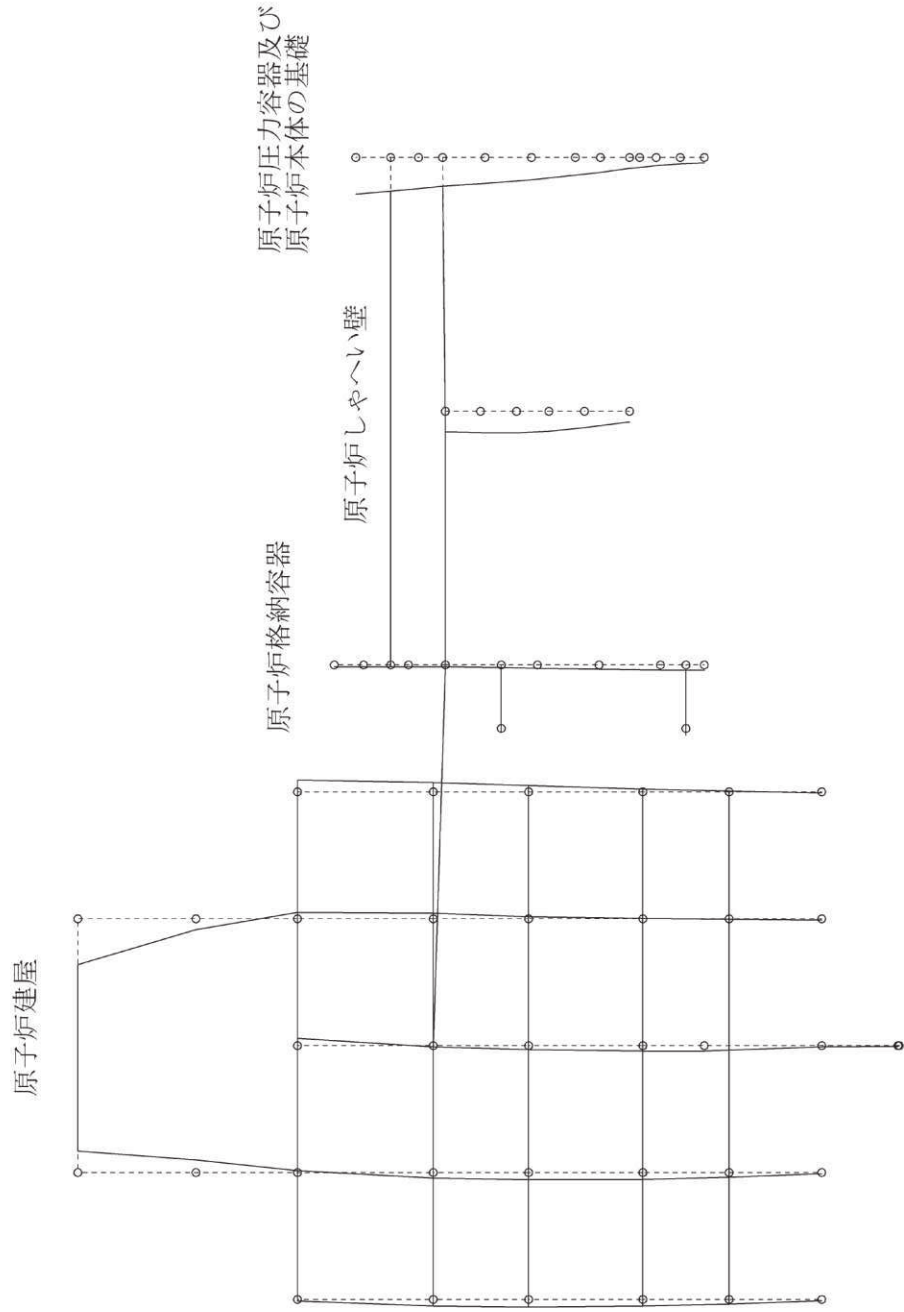 原子炉建屋
原子炉格納容器
原子炉しゃへい壁
原子炉圧力容器及び
原子炉本体の基礎